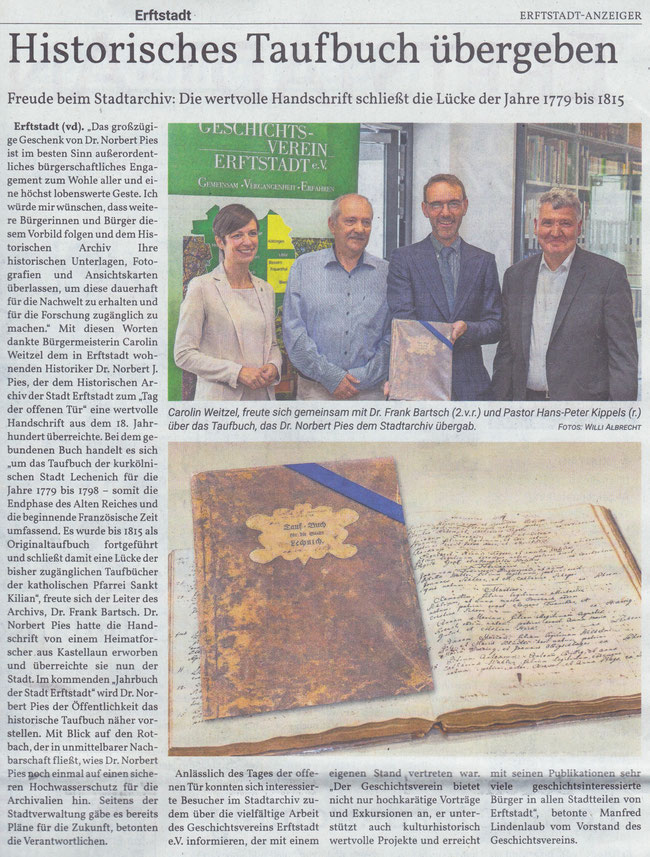 Erftstadt
ERFTSTADT-ANZEIGER
Historisches Taufbuch übergeben
Freude beim Stadtarchiv: Die wertvolle Handschrift schließt die Lücke der Jahre 1779 bis 1815
Erftstadt (vd). „Das großzügi-
ge Geschenk von Dr. Norbert Pies
ist im besten Sinn außerordent-
liches bürgerschaftliches Enga-
gement zum Wohle aller und ei-
ne höchst lobenswerte Geste. Ich
würde mir wünschen, dass weite-
re Bürgerinnen und Bürger die-
sem Vorbild folgen und dem His-
torischen Archiv Ihre
historischen Unterlagen, Foto-
grafien und Ansichtskarten
überlassen, um diese dauerhaft
für die Nachwelt zu erhalten und
für die Forschung zugänglich zu
machen.“ Mit diesen Worten
dankte Bürgermeisterin Carolin
Weitzel dem in Erftstadt woh-
nenden Historiker Dr. Norbert J.
Pies, der dem Historischen Ar-
chiv der Stadt Erftstadt zum „Tag
der offenen Tür“ eine wertvolle
Handschrift aus dem 18. Jahr-
hundert überreichte. Bei dem ge-
bundenen Buch handelt es sich
„um das Taufbuch der kurkölni-
schen Stadt Lechenich für die
Jahre 1779 bis 1798 – somit die
Endphase des Alten Reiches und
die beginnende Französische Zeit
umfassend. Es wurde bis 1815 als
Originaltaufbuch fortgeführt
und schließt damit eine Lücke der
bisher zugänglichen Taufbücher
der katholischen Pfarrei Sankt
Kilian“, freute sich der Leiter des
Archivs, Dr. Frank Bartsch. Dr.
Norbert Pies hatte die Hand-
schrift von einem Heimatfor-
scher aus Kastellaun erworben
und überreichte sie nun der
Stadt. Im kommenden „Jahrbuch
der Stadt Erftstadt“ wird Dr. Nor-
bert Pies der Öffentlichkeit das
historische Taufbuch näher vor-
stellen. Mit Blick auf den Rot-
bach, der in unmittelbarer Nach-
barschaft fließt, wies Dr. Norbert
Pies noch einmal auf einen siche-
ren Hochwasserschutz für die
Archivalien hin. Seitens der
Stadtverwaltung gäbe es bereits
Pläne für die Zukunft, betonten
die Verantwortlichen.
GESCHICHTS-
VEREIN
ERFTSTADT e.V.
GEMEINSAM • VERGANGENHEIT • ERFAHREN
Carolin Weitzel, freute sich gemeinsam mit Dr. Frank Bartsch (2.v.r.) und Pastor Hans-Peter Kippels (r.)
über das Taufbuch, das Dr. Norbert Pies dem Stadtarchiv übergab.
FOTOS: WILLI ALBRECHT
Tauf-Buch
Lechnich.
Anlässlich des Tages der offe-
nen Tür konnten sich interessier-
te Besucher im Stadtarchiv zu-
dem über die vielfältige Arbeit
des Geschichtsvereins Erftstadt
e.V. informieren, der mit einem
eigenen Stand vertreten war.
„Der Geschichtsverein bietet
nicht nur hochkarätige Vorträge
und Exkursionen an, er unter-
stützt auch kulturhistorisch
wertvolle Projekte und erreicht
mit seinen Publikationen sehr
viele geschichtsinteressierte
Bürger in allen Stadtteilen von
Erftstadt“, betonte Manfred
Lindenlaub vom Vorstand des
Geschichtsvereins.